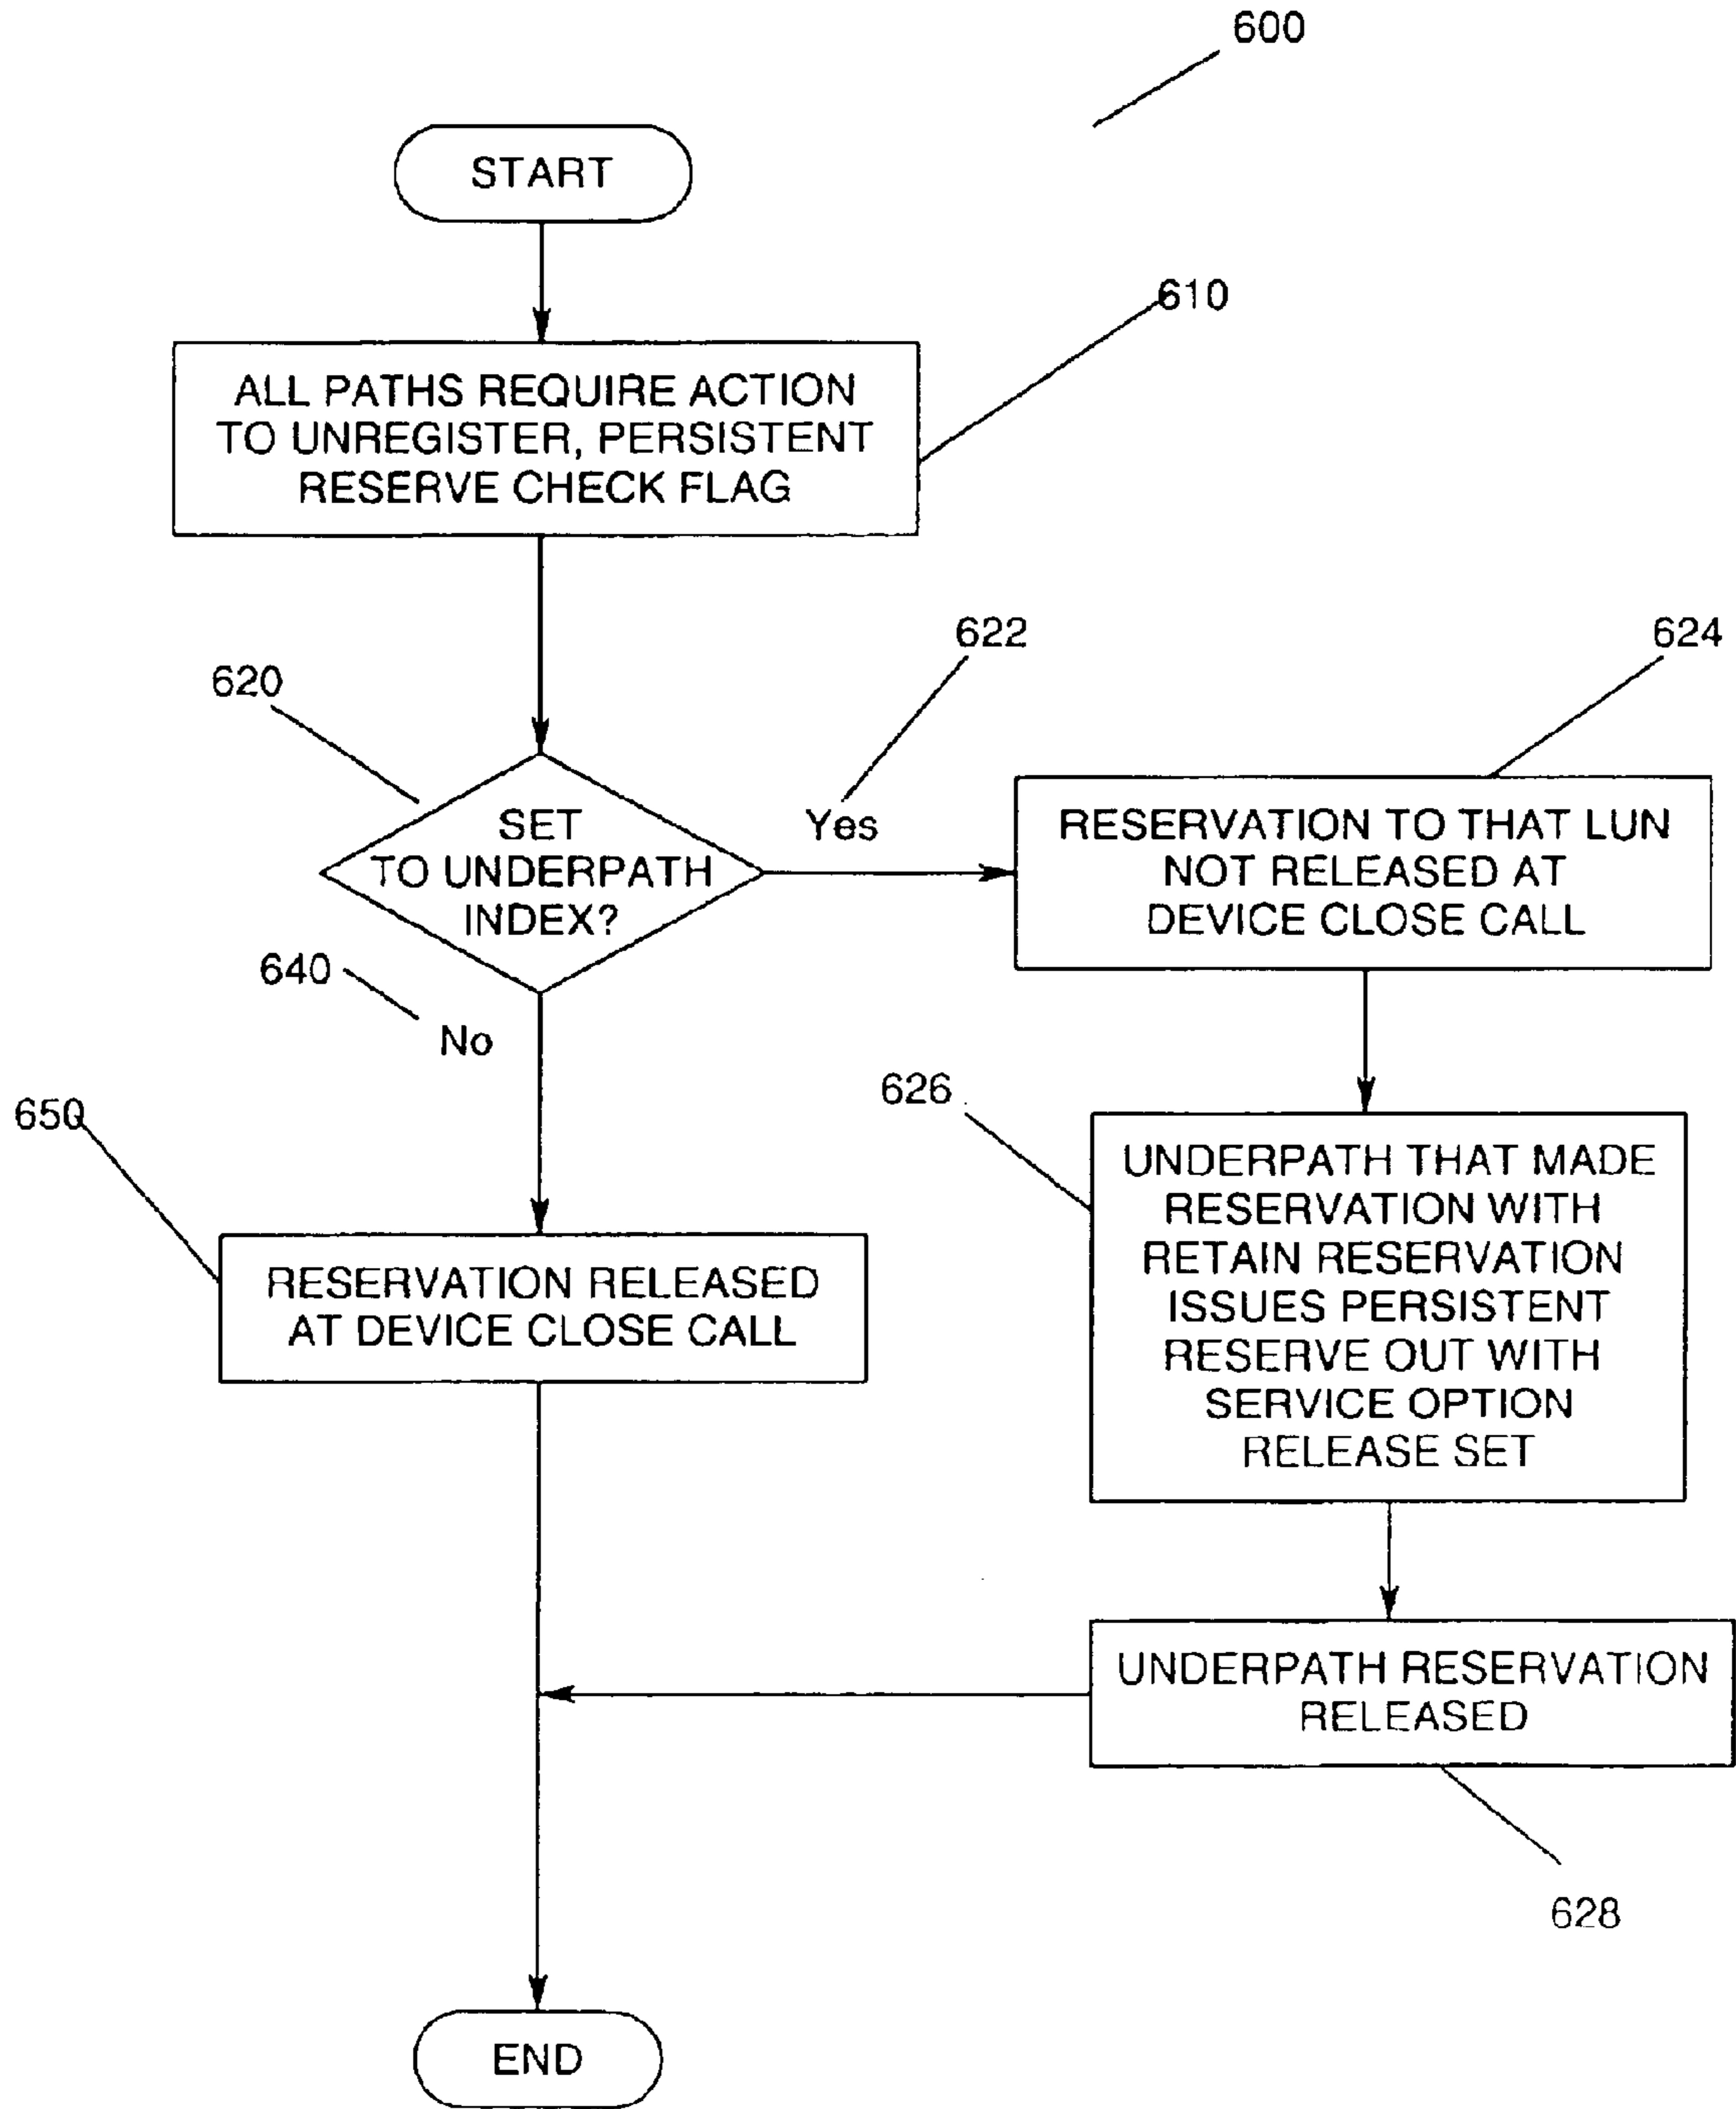 600
START
610
ALL PATHS REQUIRE ACTION
TO UNREGISTER, PERSISTENT
RESERVE CHECK FLAG
622
624
620
SET
TO UNDERPATH
INDEX?
Yes
RESERVATION TO THAT LUN
NOT RELEASED AT
DEVICE CLOSE CALL
640
No
626
650
UNDERPATH THAT MADE
RESERVATION WITH
RETAIN RESERVATION
ISSUES PERSISTENT
RESERVE OUT WITH
SERVICE OPTION
RELEASE SET
RESERVATION RELEASED
AT DEVICE CLOSE CALL
UNDERPATH RESERVATION
RELEASED
628
END